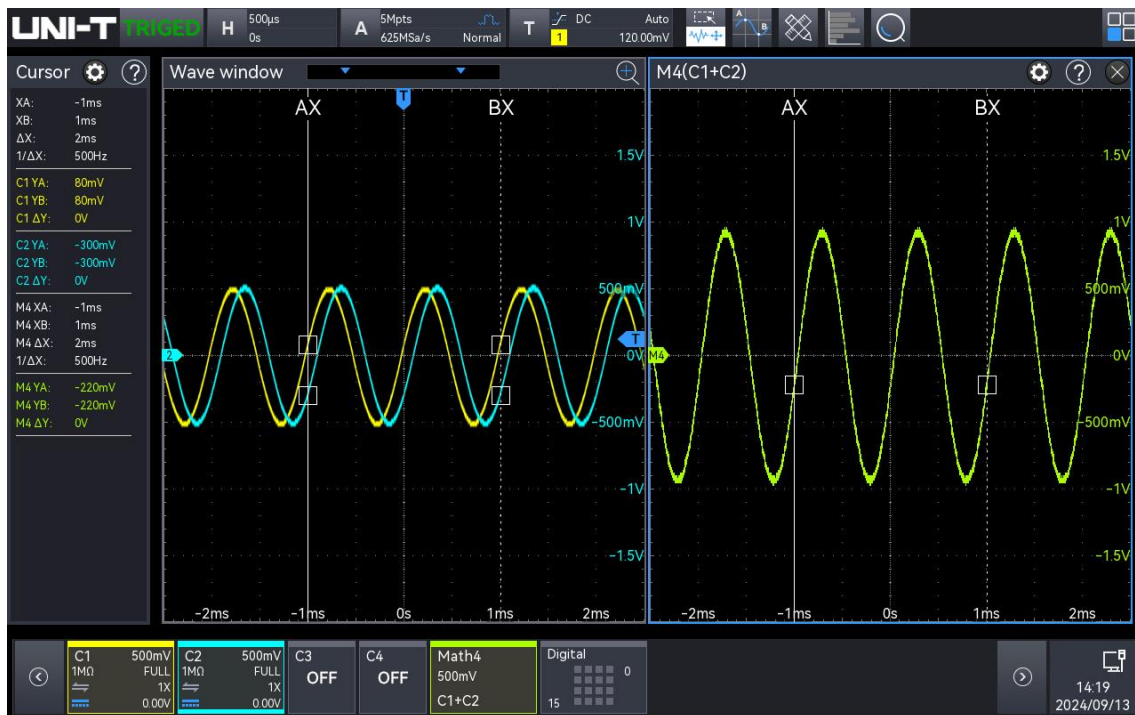 UNI-T TRIGED H 500μs 0s A 5Mpts 625MSa/s Normal T DC 1 Auto 120.00mV A B
Cursor ?
XA: -1ms
XB: 1ms
ΔX: 2ms
1/ΔX: 500Hz
C1 YA: 80mV
C1 YB: 80mV
C1 ΔY: 0V
C2 YA: -300mV
C2 YB: -300mV
C2 ΔY: 0V
M4 XA: -1ms
M4 XB: 1ms
M4 ΔX: 2ms
1/ΔX: 500Hz
M4 YA: -220mV
M4 YB: -220mV
M4 ΔY: 0V
Wave window
T
AX BX
1.5V
1V
500mV
T
2 0V
-500mV
-1V
-1.5V
-2ms -1ms 0s 1ms 2ms
M4(C1+C2) ?
AX BX
1.5V
1V
500mV
M4 0V
-500mV
-1V
-1.5V
-2ms -1ms 0s 1ms 2ms
C1 500mV
1MΩ FULL
1X
0.00V
C2 500mV
1MΩ FULL
1X
0.00V
C3
OFF
C4
OFF
Math4
500mV
C1+C2
Digital
0
15
14:19
2024/09/13